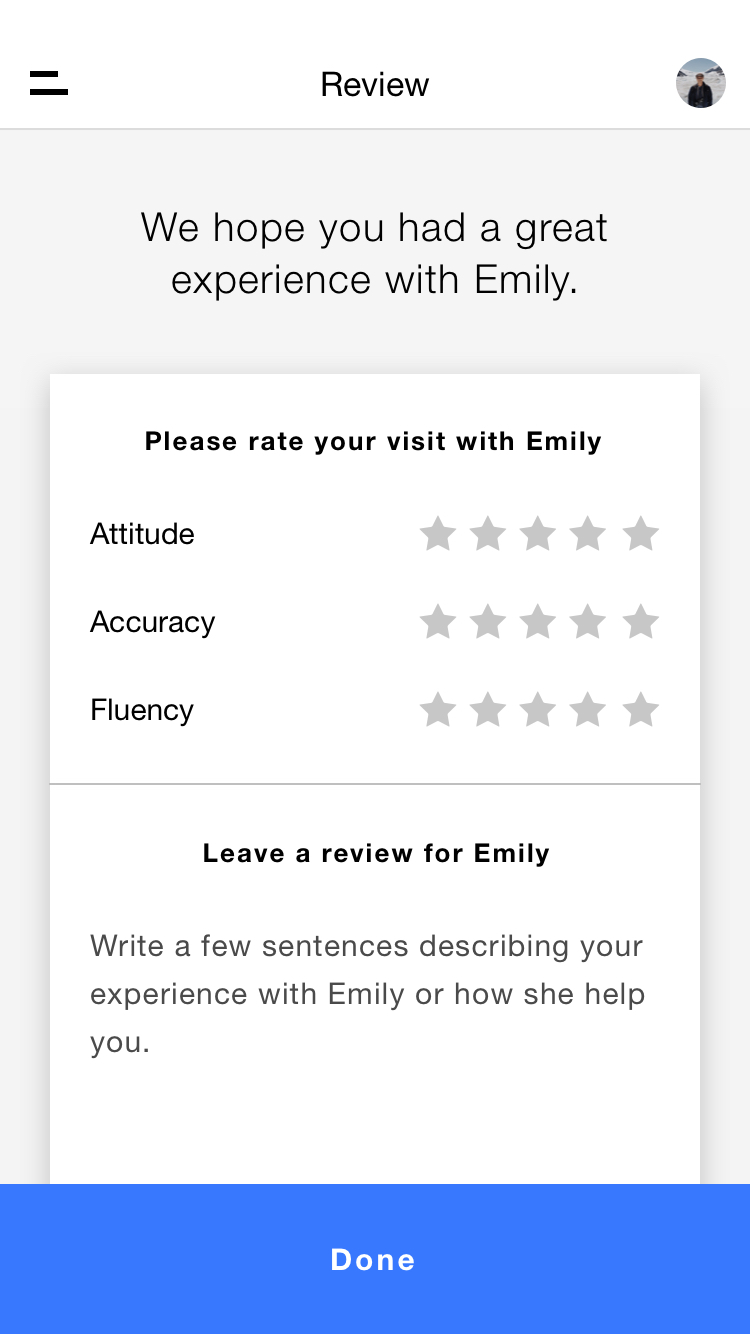 Review
We hope you had a great
experience with Emily.
Please rate your visit with Emily
Attitude
Accuracy
Fluency
Leave a review for Emily
Write a few sentences describing your
experience with Emily or how she help
you.
Done